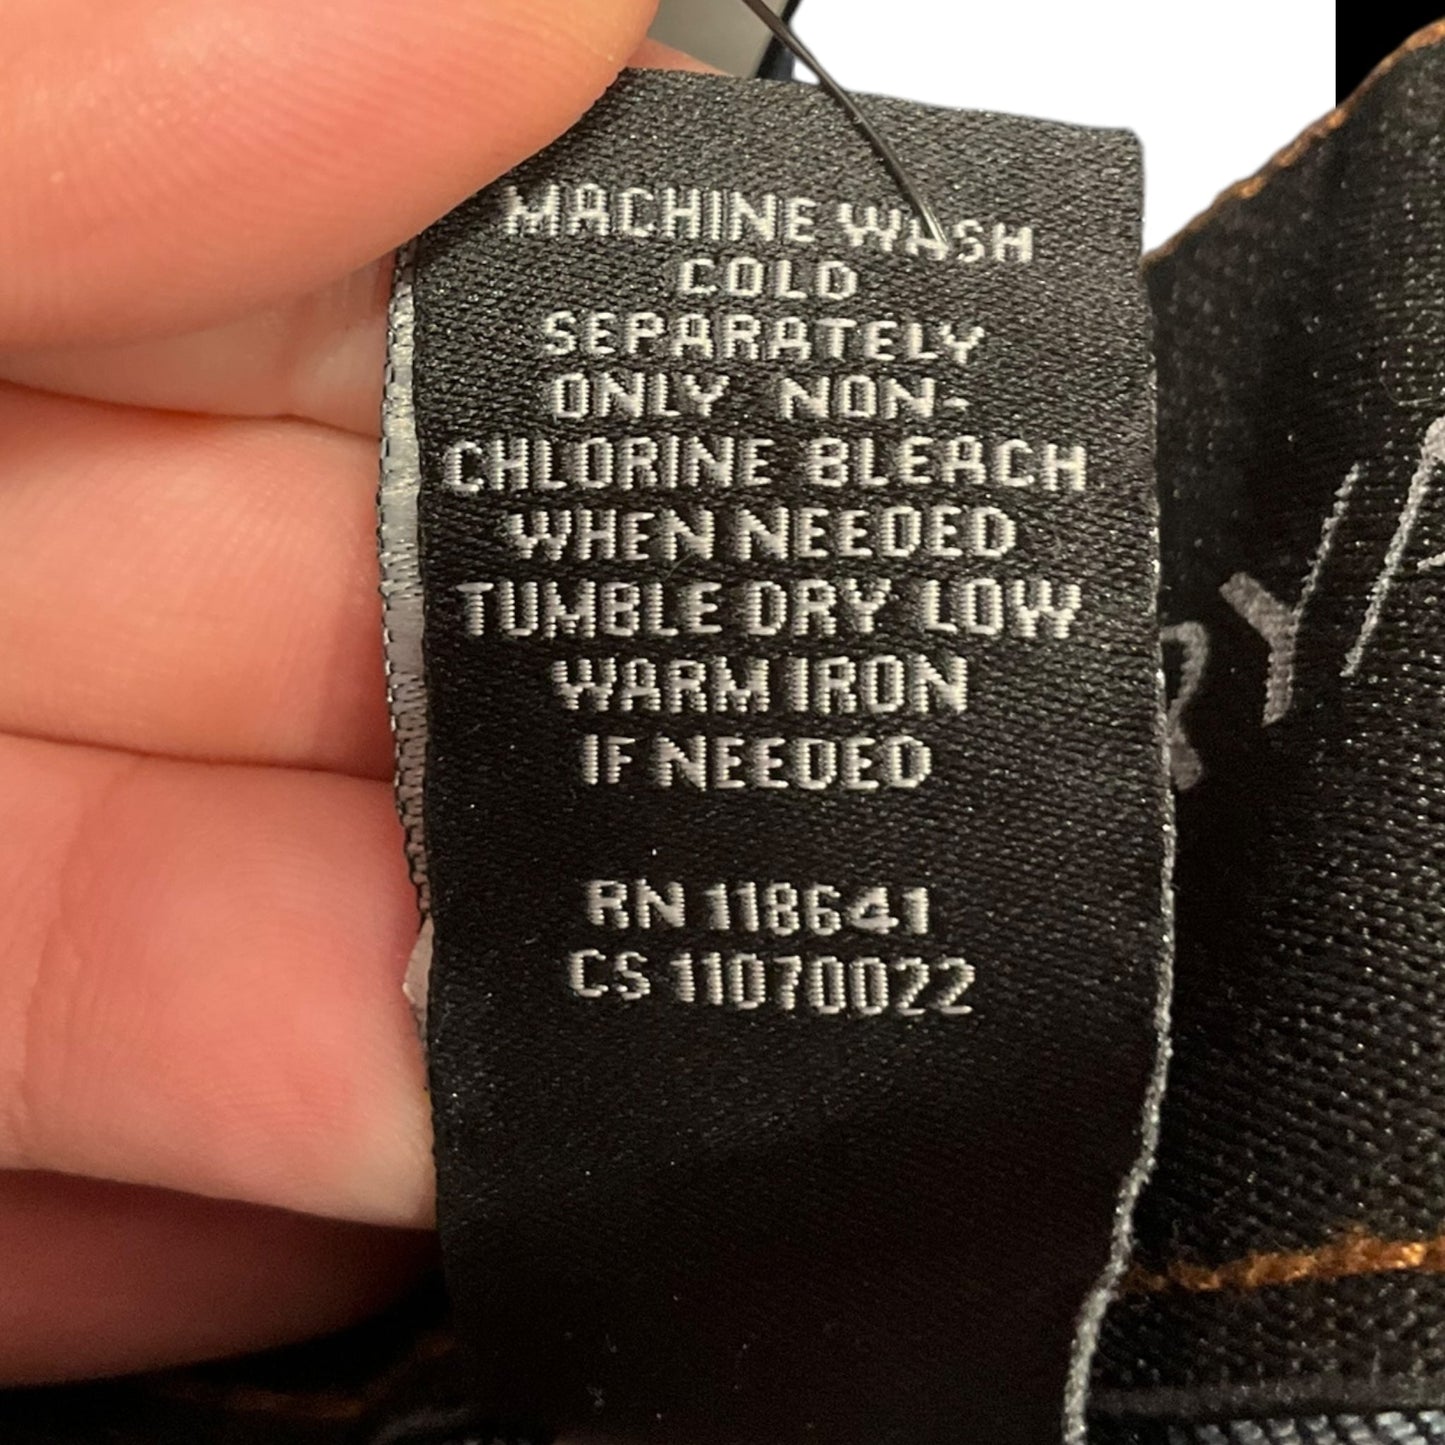 MACHINE WASH
COLD
SEPARATELY
ONLY NON-
CHLORINE BLEACH
WHEN NEEDED
TUMBLE DRY LOW
WARM IRON
IF NEEDED
RN 118641
CS 11070022